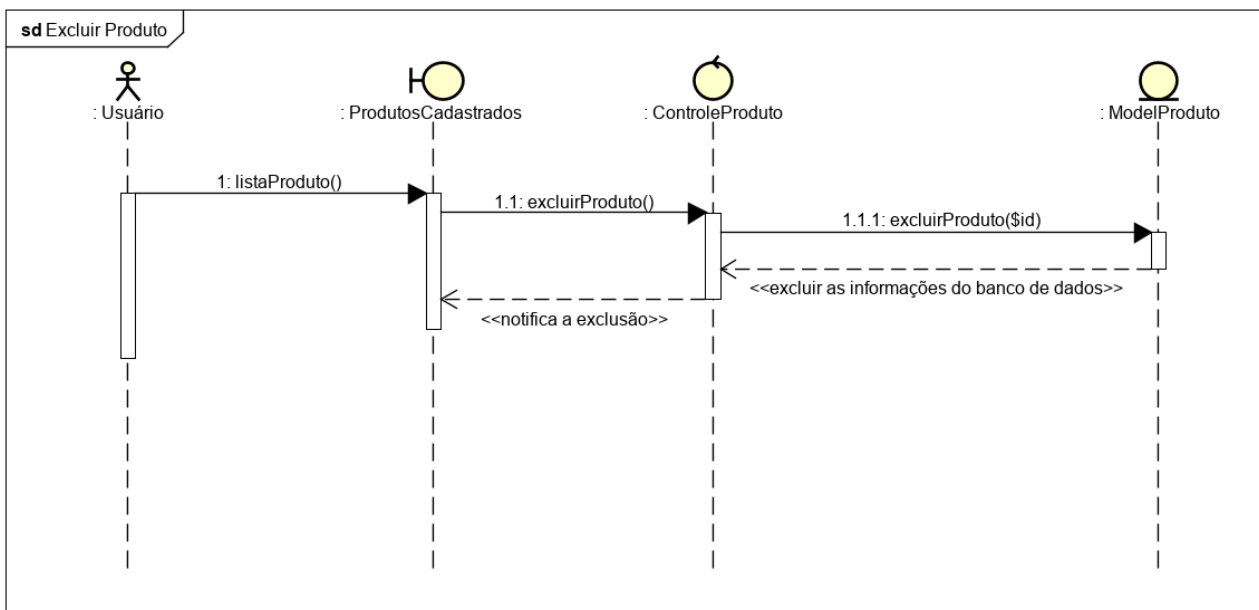 sd Excluir Produto
: Usuário
: ProdutosCadastrados
: ControleProduto
: ModelProduto
1: listaProduto()
1.1: excluirProduto()
1.1.1: excluirProduto($id)
<<excluir as informações do banco de dados>>
<<notifica a exclusão>>